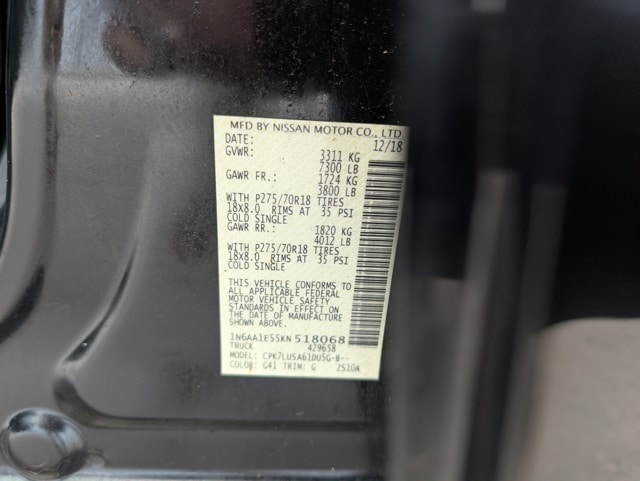 MFD BY NISSAN MOTOR CO., LTD
DATE: 12/18
GVWR: 3311 KG
7300 LB
GAWR FR.: 1724 KG
3800 LB
WITH P275/70R18 TIRES
18X8.0 RIMS AT 35 PSI
COLD SINGLE
GAWR RR.: 1820 KG
4012 LB
WITH P275/70R18 TIRES
18X8.0 RIMS AT 35 PSI
COLD SINGLE
THIS VEHICLE CONFORMS TO
ALL APPLICABLE FEDERAL
MOTOR VEHICLE SAFETY
STANDARDS IN EFFECT ON
THE DATE OF MANUFACTURE
SHOWN ABOVE.
1N6AA1E55KN518068
TRUCK 429658
MODEL: CPK7LUSA61DU5G-B--
COLOR: G41 TRIM: G 2S10A